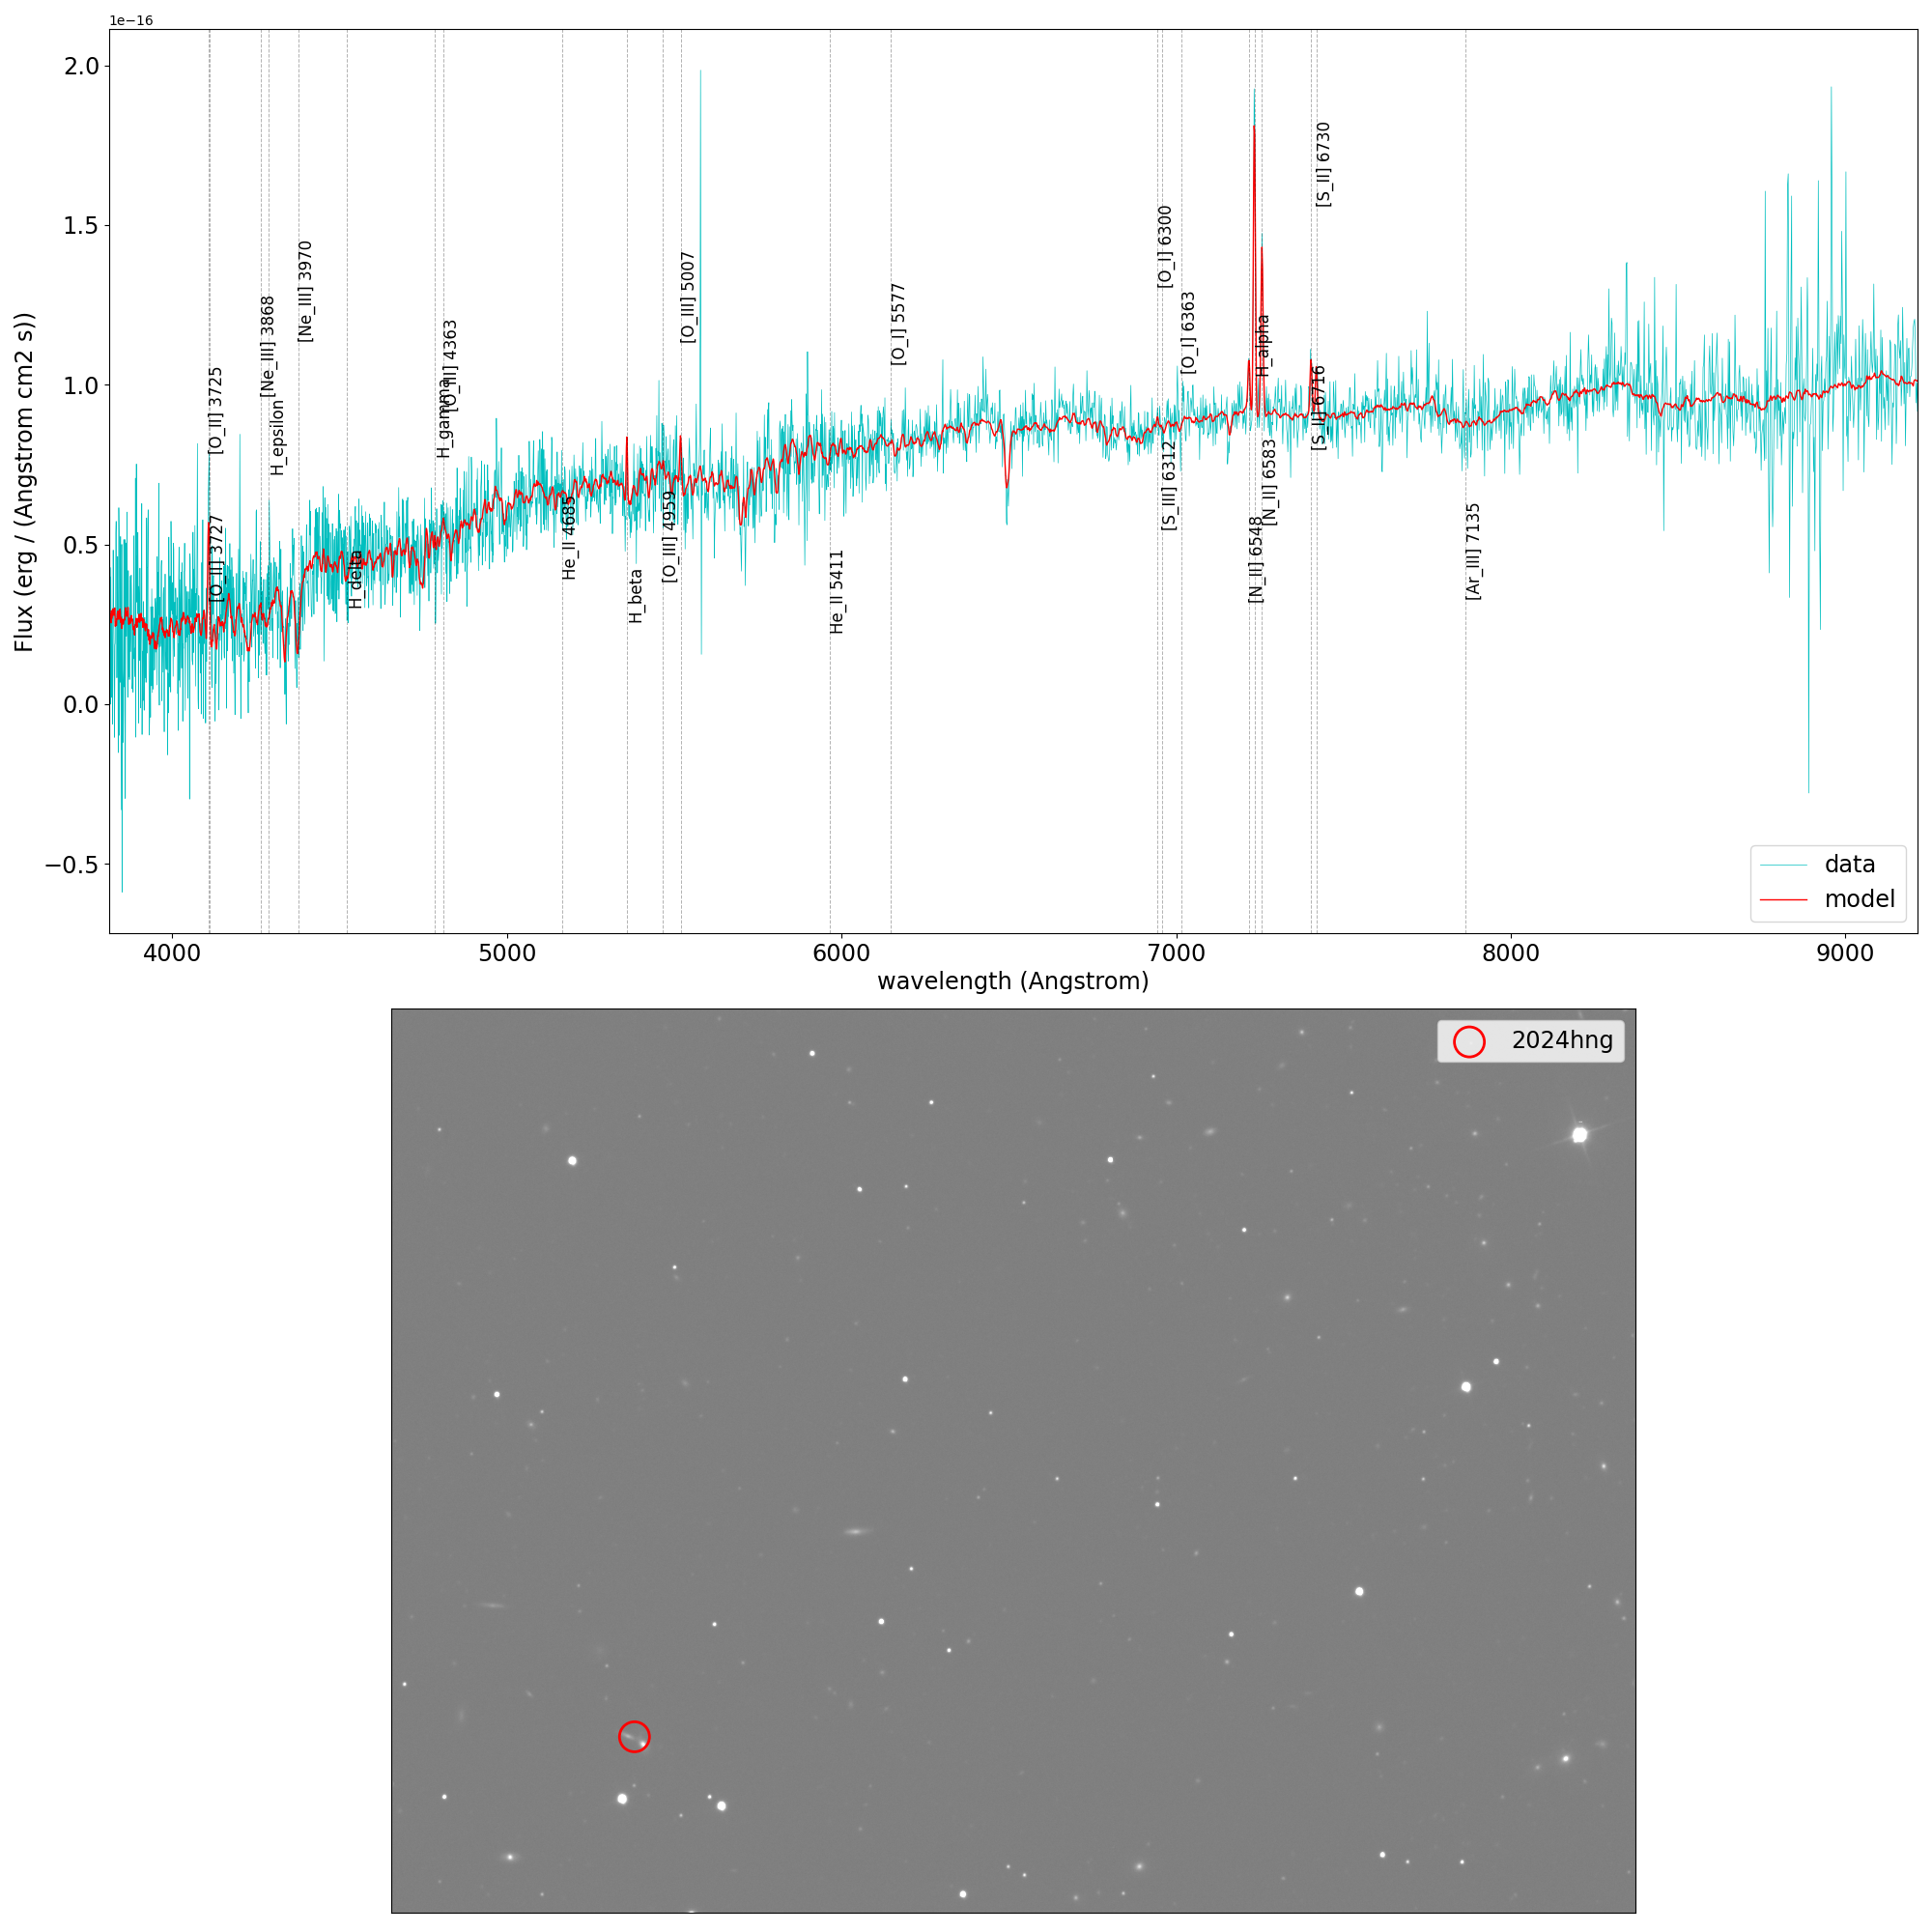 1e−16
Flux (erg / (Angstrom cm2 s))
2.0
1.5
1.0
0.5
0.0
−0.5
[O_II] 3725
[O_II] 3727
[Ne_III] 3868
H_epsilon
[Ne_III] 3970
H_delta
H_gamma
[O_III] 4363
He_II 4685
H_beta
[O_III] 4959
[O_III] 5007
He_II 5411
[O_I] 5577
[O_I] 6300
[S_III] 6312
[O_I] 6363
[N_II] 6548
H_alpha
[N_II] 6583
[S_II] 6716
[S_II] 6730
[Ar_III] 7135
data
model
4000
5000
6000
7000
8000
9000
wavelength (Angstrom)
2024hng